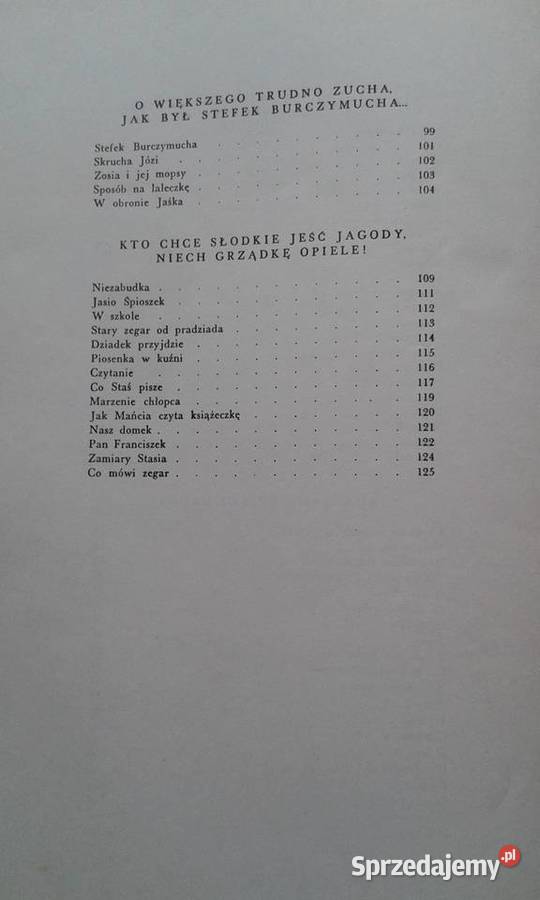 O WIĘKSZEGO TRUDNO ZUCHA,
JAK BYŁ STEFEK BURCZYMUCHA...
Stefek Burczymucha . . . . . . . . . . 99
Skrucha Józi . . . . . . . . . . 101
Zosia i jej mopsy . . . . . . . . . . 102
Sposób na laleczkę . . . . . . . . . . 103
W obronie Jaśka . . . . . . . . . . 104
KTO CHCE SŁODKIE JEŚĆ JAGODY,
NIECH GRZĄDKĘ OPIELE!
Niezabudka . . . . . . . . . . 109
Jasio Śpioszek . . . . . . . . . . 111
W szkole . . . . . . . . . . 112
Stary zegar od pradziada . . . . . . . . . . 113
Dziadek przyjdzie . . . . . . . . . . 114
Piosenka w kuźni . . . . . . . . . . 115
Czytanie . . . . . . . . . . 116
Co Staś pisze . . . . . . . . . . 117
Marzenie chłopca . . . . . . . . . . 119
Jak Mańcia czyta książeczkę . . . . . . . . 120
Nasz domek . . . . . . . . . . 121
Pan Franciszek . . . . . . . . . . 122
Zamiary Stasia . . . . . . . . . . 124
Co mówi zegar . . . . . . . . . . 125
Sprzedajemy.pl